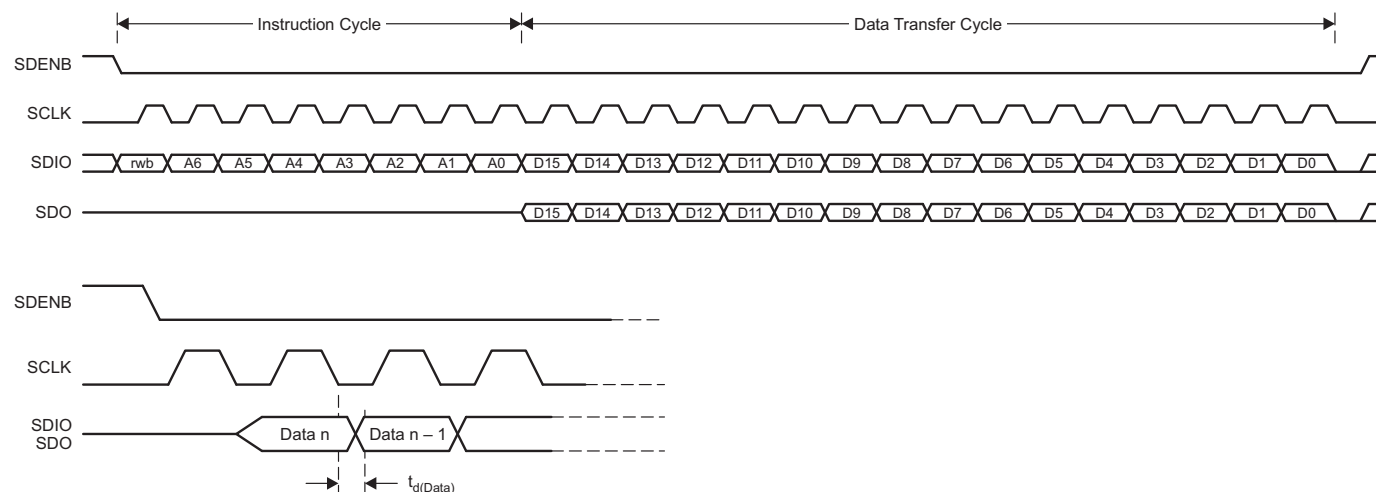 Instruction Cycle
Data Transfer Cycle
SDENB
SCLK
SDIO rwb A6 A5 A4 A3 A2 A1 A0 D15 D14 D13 D12 D11 D10 D9 D8 D7 D6 D5 D4 D3 D2 D1 D0
SDO D15 D14 D13 D12 D11 D10 D9 D8 D7 D6 D5 D4 D3 D2 D1 D0
SDENB
SCLK
SDIO
SDO
Data n Data n – 1
td(Data)